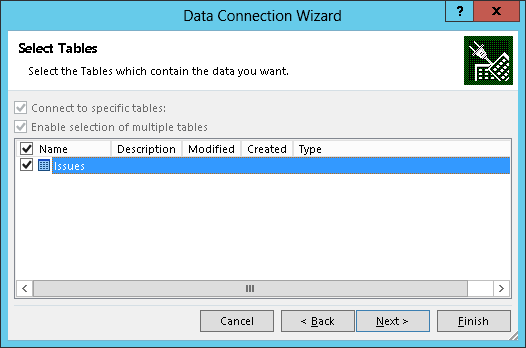 Data Connection Wizard
?
X
Select Tables
Select the Tables which contain the data you want.
Connect to specific tables:
Enable selection of multiple tables
Name Description Modified Created Type
Issues
Cancel < Back Next > Finish